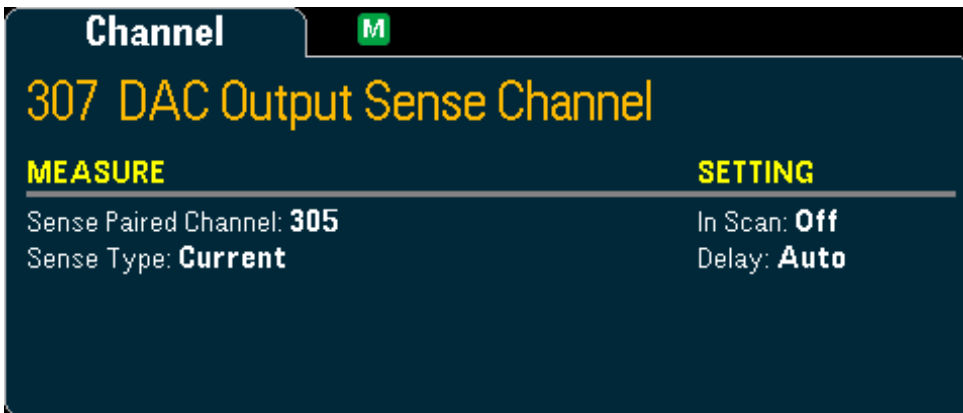 Channel M
307 DAC Output Sense Channel
MEASURE SETTING
Sense Paired Channel: 305 In Scan: Off
Sense Type: Current Delay: Auto